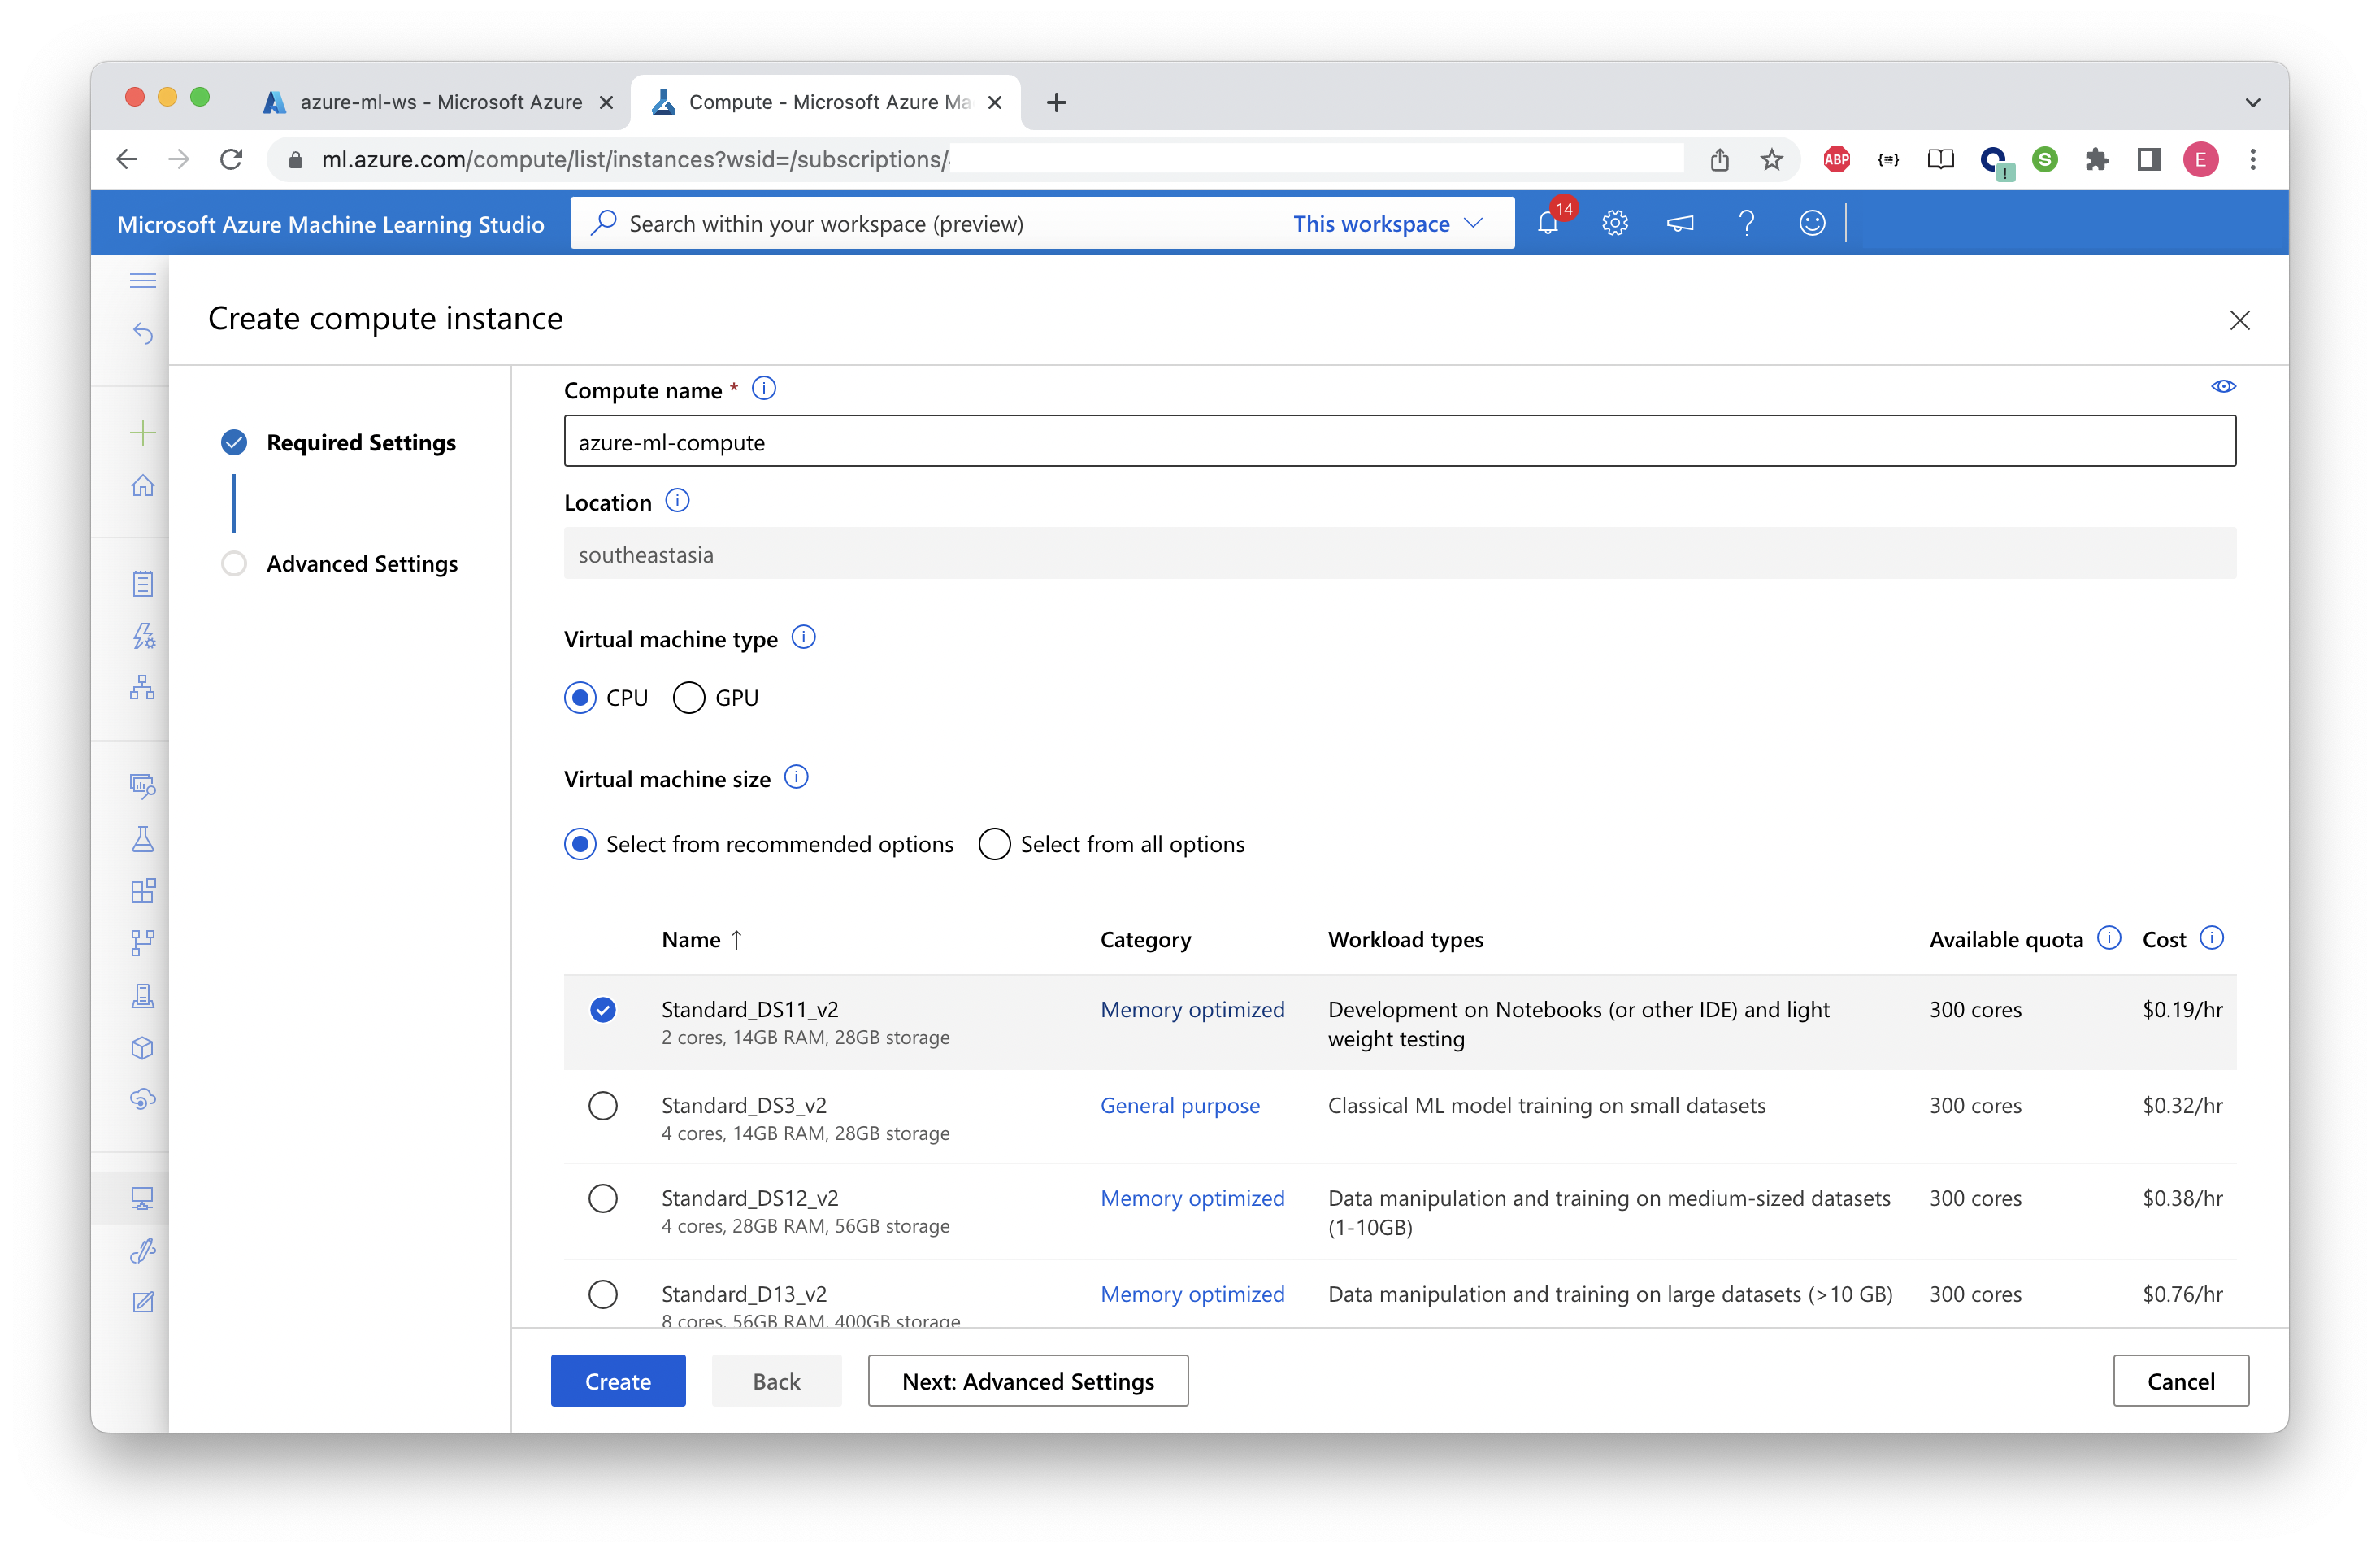 azure-ml-ws - Microsoft Azure
Compute - Microsoft Azure Ma
ml.azure.com/compute/list/instances?wsid=/subscriptions/
ABP
S
E
Microsoft Azure Machine Learning Studio
Search within your workspace (preview)
This workspace
14
Create compute instance
Required Settings
Advanced Settings
Compute name *
azure-ml-compute
Location
southeastasia
Virtual machine type
CPU
GPU
Virtual machine size
Select from recommended options
Select from all options
Name ↑ Category Workload types Available quota Cost
Standard_DS11_v2 Memory optimized Development on Notebooks (or other IDE) and light 300 cores $0.19/hr
2 cores, 14GB RAM, 28GB storage weight testing
Standard_DS3_v2 General purpose Classical ML model training on small datasets 300 cores $0.32/hr
4 cores, 14GB RAM, 28GB storage
Standard_DS12_v2 Memory optimized Data manipulation and training on medium-sized datasets 300 cores $0.38/hr
4 cores, 28GB RAM, 56GB storage (1-10GB)
Standard_D13_v2 Memory optimized Data manipulation and training on large datasets (>10 GB) 300 cores $0.76/hr
8 cores, 56GB RAM, 400GB storage
Create
Back
Next: Advanced Settings
Cancel